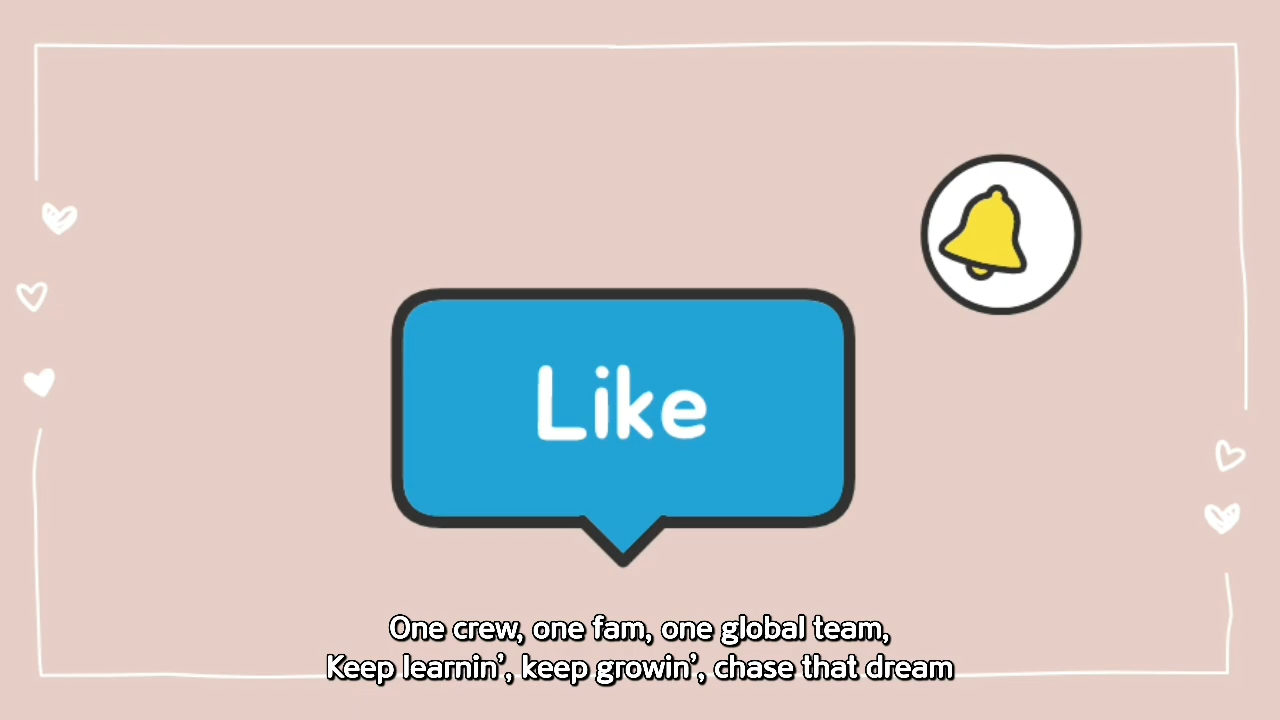 Like
One crew, one fam, one global team,
Keep learnin’, keep growin’, chase that dream